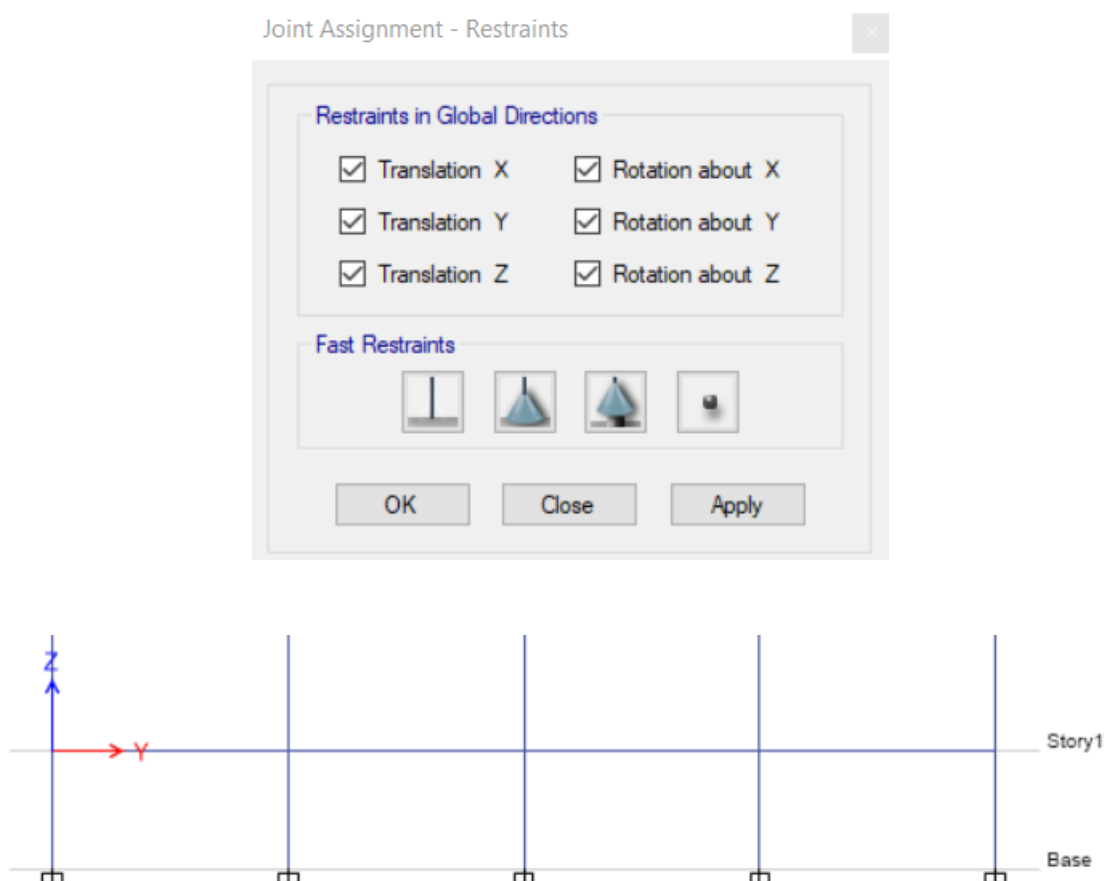 Joint Assignment - Restraints
Restraints in Global Directions
Translation X
Rotation about X
Translation Y
Rotation about Y
Translation Z
Rotation about Z
Fast Restraints
OK
Close
Apply
Z
Y
Story1
Base